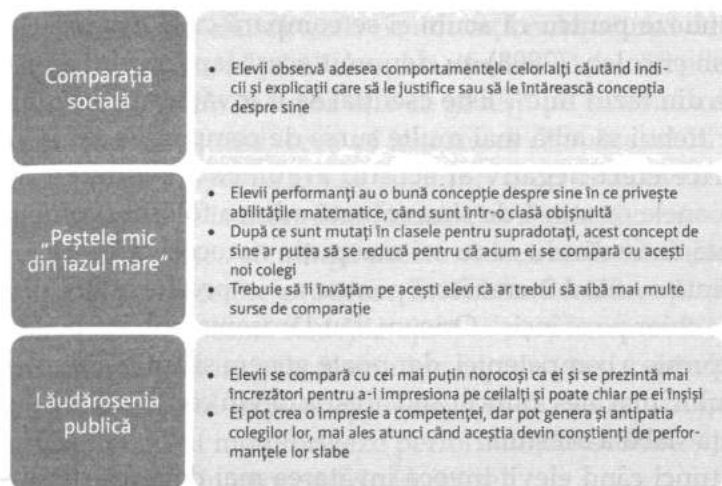 Comparația
socială
• Elevii observă adesea comportamentele celorlalți căutând indi-
cii și explicații care să le justifice sau să le întărească concepția
despre sine
„Peștele mic
din iazul mare“
• Elevii performanți au o bună concepție despre sine în ce privește
abilitățile matematice, când sunt într-o clasă obișnuită
• După ce sunt mutați în clasele pentru supradotați, acest concept de
sine ar putea să se reducă pentru că acum ei se compară cu acești
noi colegi
• Trebuie să îi învățăm pe acești elevi că ar trebui să aibă mai multe
surse de comparație
Lăudăroșenia
publică
• Elevii se compară cu cei mai puțin norocoși ca ei și se prezintă mai
încrezători pentru a-i impresiona pe ceilalți și poate chiar pe ei înșiși
• Ei pot crea o impresie a competenței, dar pot genera și antipatia
colegilor lor, mai ales atunci când aceștia devin conștienți de perfor-
manțele lor slabe